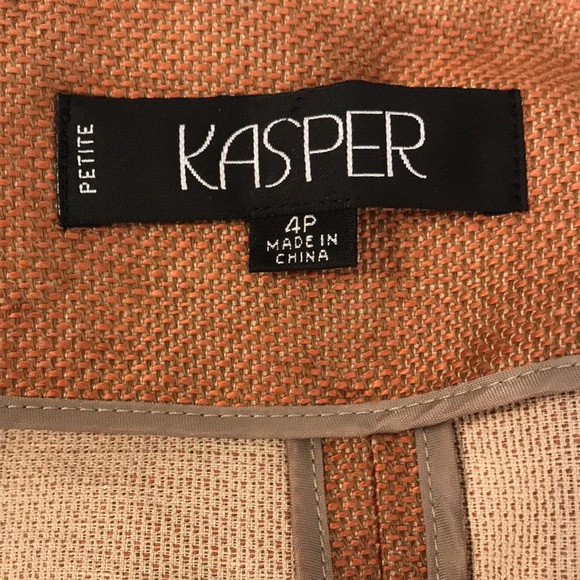 PETITE
KASPER
4P
MADE IN
CHINA